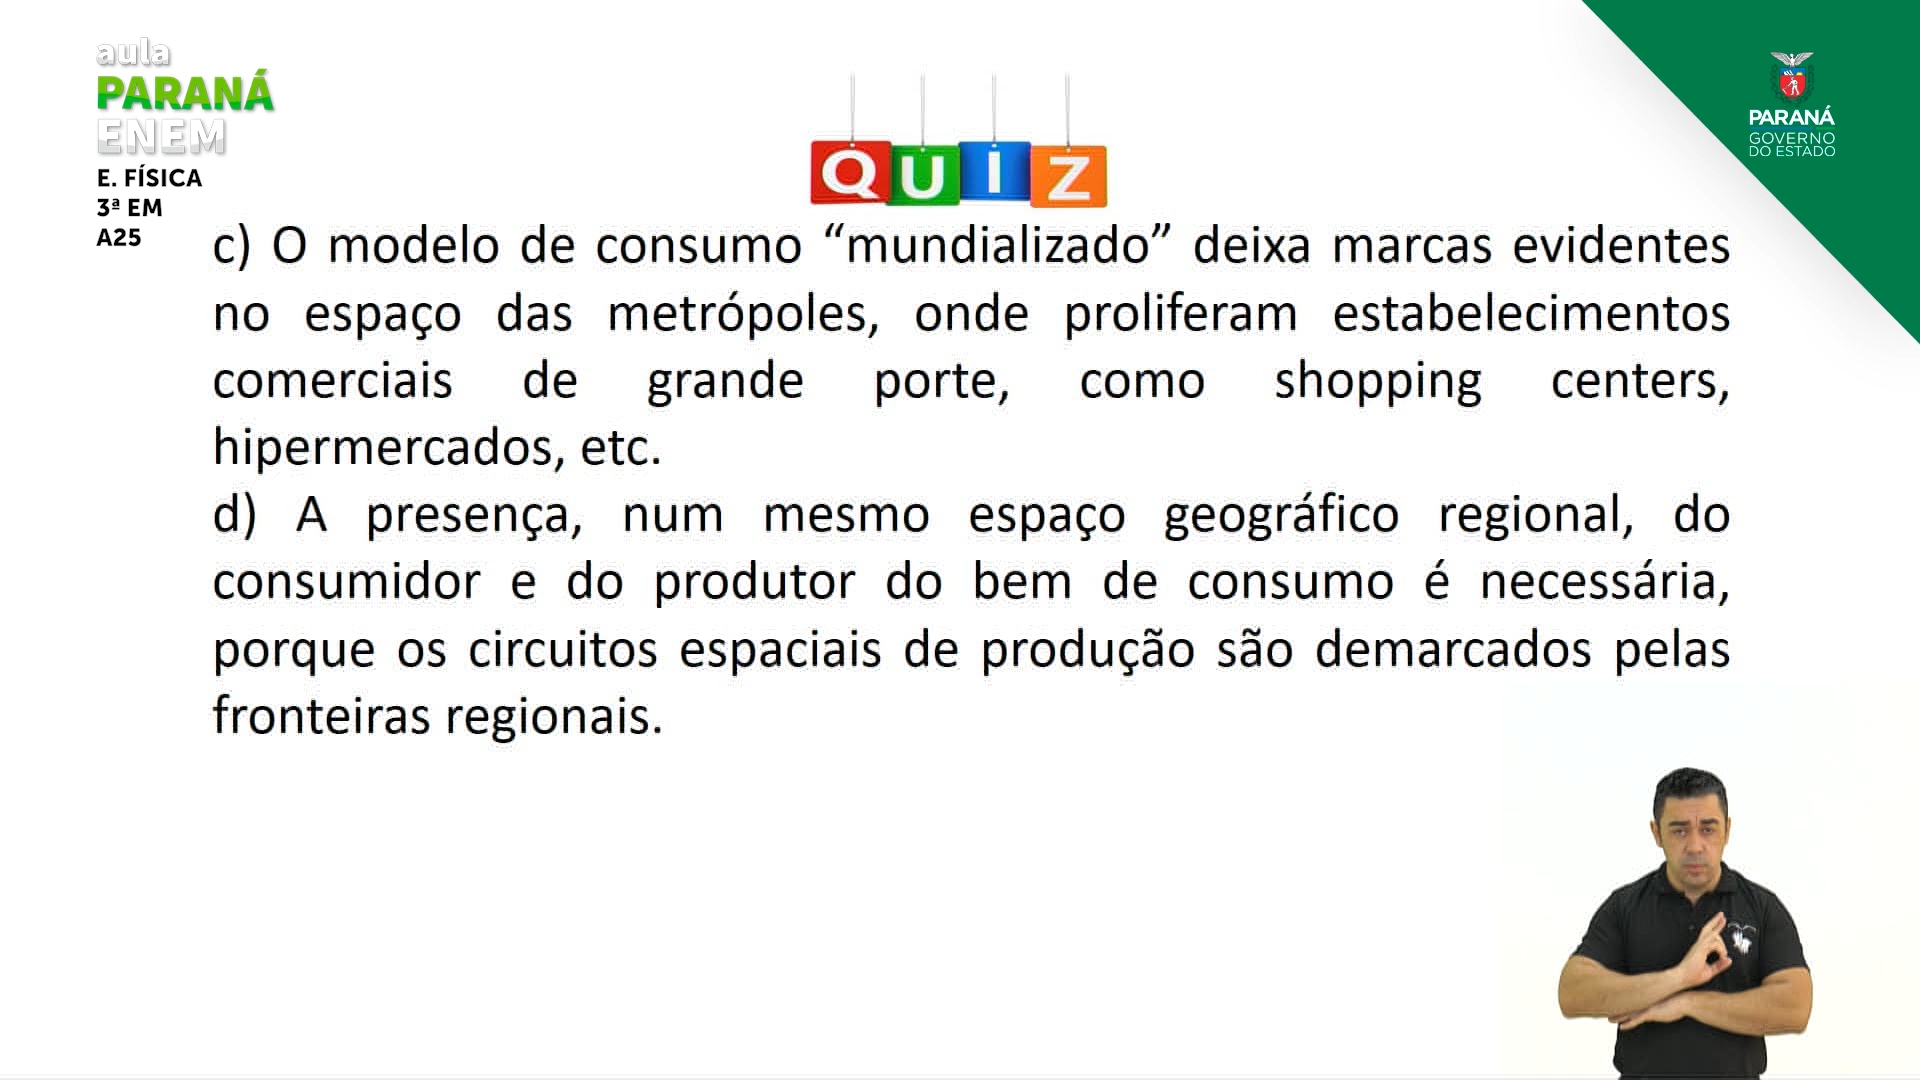 aula
PARANÁ
ENEM
E. FÍSICA
3ª EM
A25
QUIZ
PARANÁ
GOVERNO
DO ESTADO
c) O modelo de consumo “mundializado” deixa marcas evidentes
no espaço das metrópoles, onde proliferam estabelecimentos
comerciais de grande porte, como shopping centers,
hipermercados, etc.
d) A presença, num mesmo espaço geográfico regional, do
consumidor e do produtor do bem de consumo é necessária,
porque os circuitos espaciais de produção são demarcados pelas
fronteiras regionais.